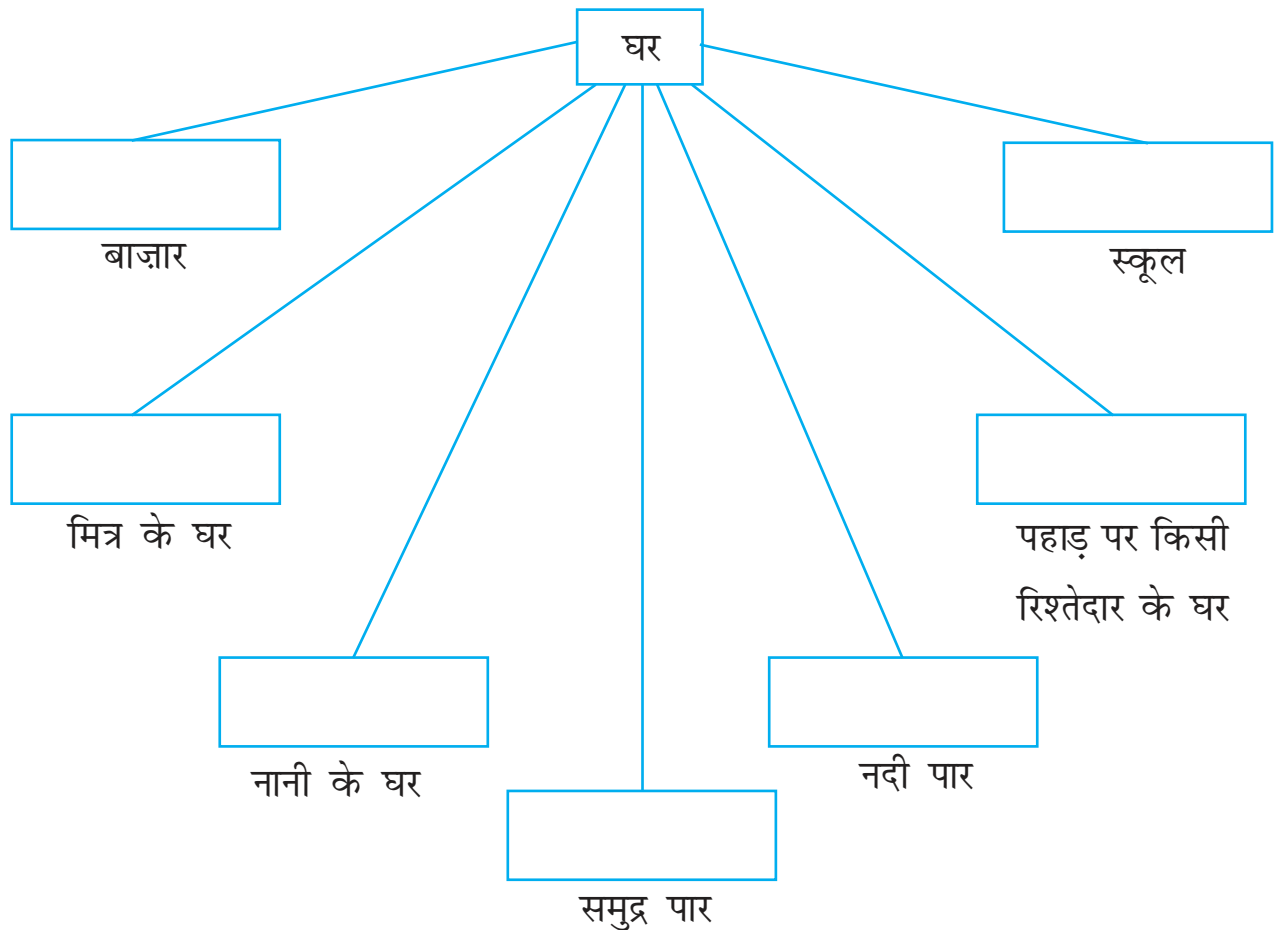 घर
बाज़ार
स्कूल
मित्र के घर
पहाड़ पर किसी
रिश्तेदार के घर
नानी के घर
नदी पार
समुद्र पार